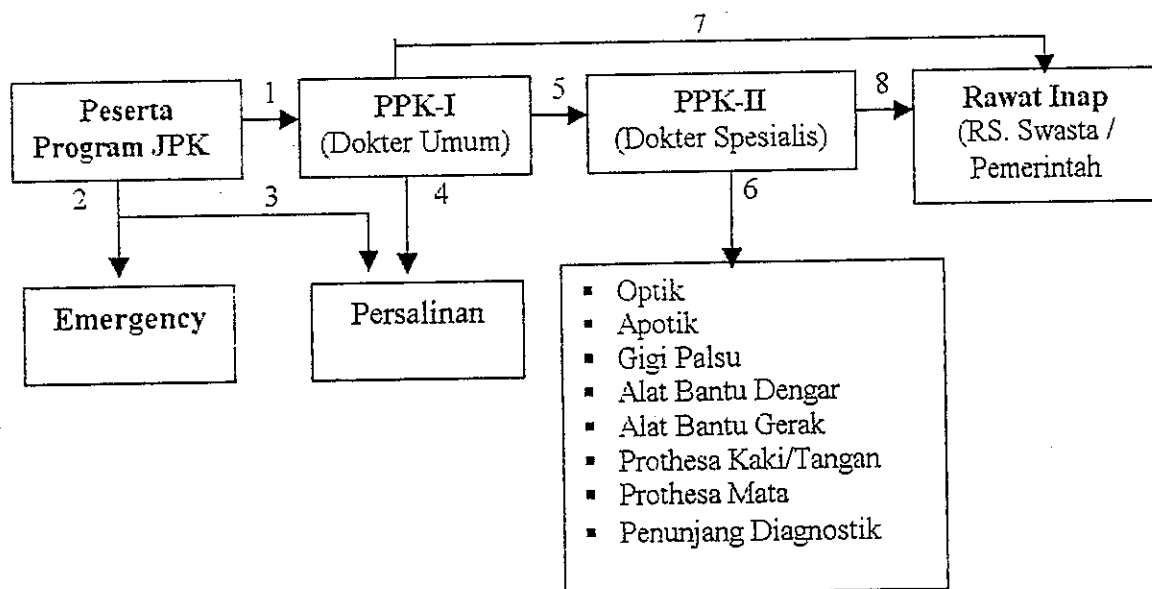 7
Peserta
Program JPK
1
PPK-I
(Dokter Umum)
5
PPK-II
(Dokter Spesialis)
8
Rawat Inap
(RS. Swasta /
Pemerintah
2
3
4
6
Emergency
Persalinan
▪ Optik
▪ Apotik
▪ Gigi Palsu
▪ Alat Bantu Dengar
▪ Alat Bantu Gerak
▪ Prothesa Kaki/Tangan
▪ Prothesa Mata
▪ Penunjang Diagnostik